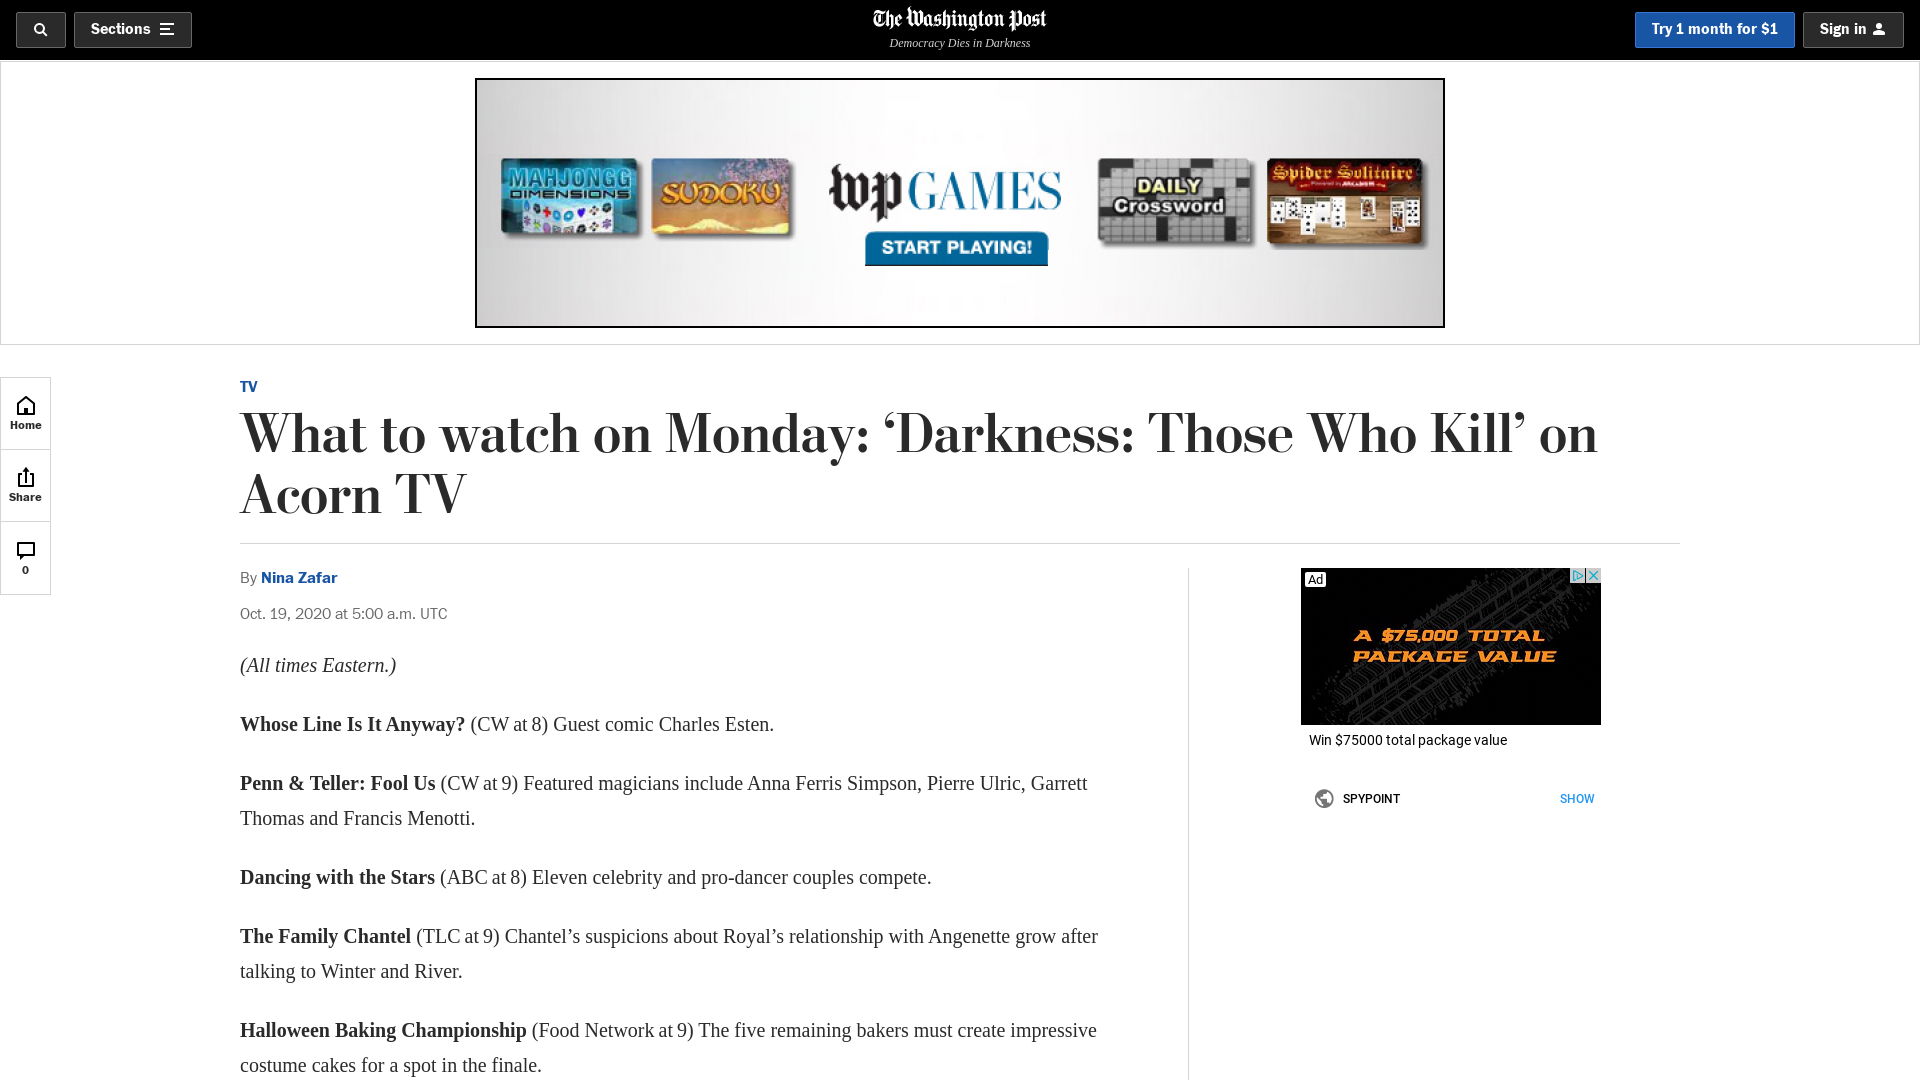 Sections
The Washington Post
Democracy Dies in Darkness
Try 1 month for $1
Sign in
MAHJONGG
DIMENSIONS
SUDOKU
wp GAMES
START PLAYING!
DAILY
Crossword
Spider Solitaire
Home
Share
0
TV
What to watch on Monday: ‘Darkness: Those Who Kill’ on
Acorn TV
By Nina Zafar
Oct. 19, 2020 at 5:00 a.m. UTC
(All times Eastern.)
Whose Line Is It Anyway? (CW at 8) Guest comic Charles Esten.
Penn & Teller: Fool Us (CW at 9) Featured magicians include Anna Ferris Simpson, Pierre Ulric, Garrett
Thomas and Francis Menotti.
Dancing with the Stars (ABC at 8) Eleven celebrity and pro-dancer couples compete.
The Family Chantel (TLC at 9) Chantel’s suspicions about Royal’s relationship with Angenette grow after
talking to Winter and River.
Halloween Baking Championship (Food Network at 9) The five remaining bakers must create impressive
costume cakes for a spot in the finale.
Ad
A $75,000 TOTAL
PACKAGE VALUE
Win $75000 total package value
SPYPOINT
SHOW